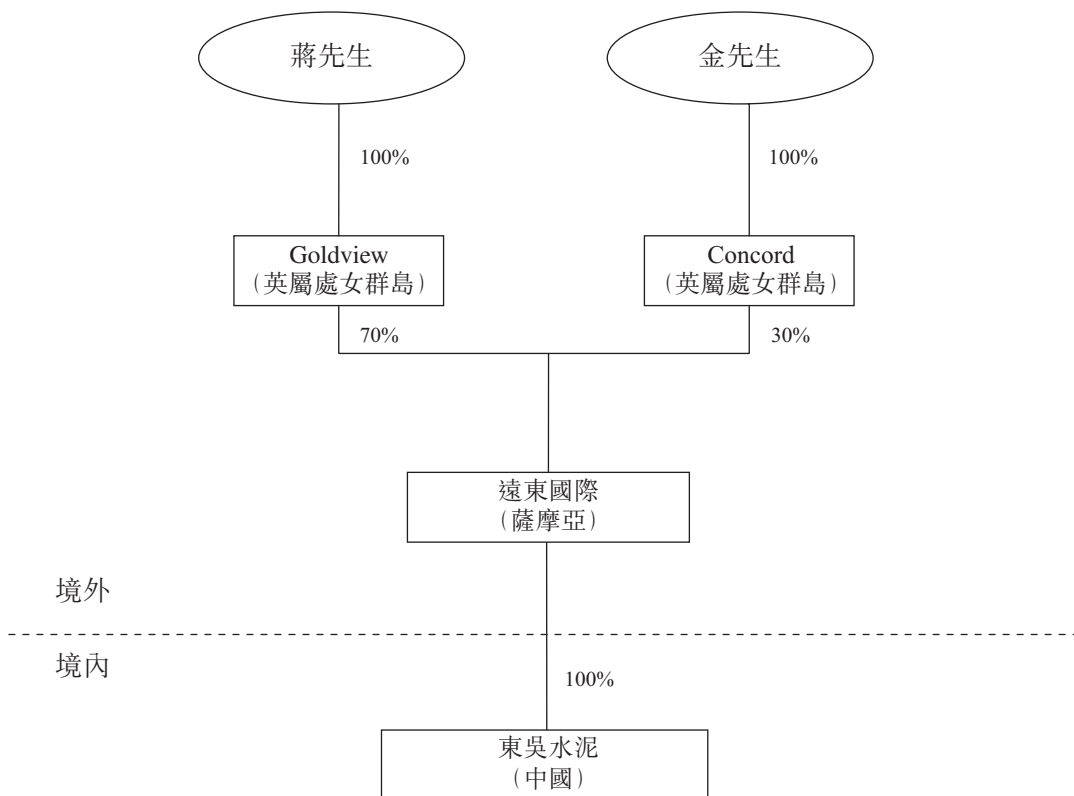 蔣先生
金先生
100%
100%
Goldview
（英屬處女群島）
Concord
（英屬處女群島）
70%
30%
遠東國際
（薩摩亞）
境外
境內
100%
東吳水泥
（中國）